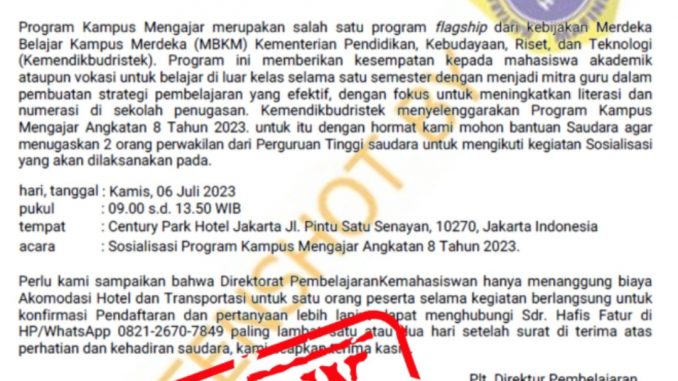 Program Kampus Mengajar merupakan salah satu program flagship dari kebijakan Merdeka
Belajar Kampus Merdeka (MBKM) Kementerian Pendidikan, Kebudayaan, Riset, dan Teknologi
(Kemendikbudristek). Program ini memberikan kesempatan kepada mahasiswa akademik
ataupun vokasi untuk belajar di luar kelas selama satu semester dengan menjadi mitra guru dalam
pembuatan strategi pembelajaran yang efektif, dengan fokus untuk meningkatkan literasi dan
numerasi di sekolah penugasan. Kemendikbudristek menyelenggarakan Program Kampus
Mengajar Angkatan 8 Tahun 2023. untuk itu dengan hormat kami mohon bantuan Saudara agar
menugaskan 2 orang perwakilan dari Perguruan Tinggi saudara untuk mengikuti kegiatan Sosialisasi
yang akan dilaksanakan pada.
hari, tanggal : Kamis, 06 Juli 2023
pukul : 09.00 s.d. 13.50 WIB
tempat : Century Park Hotel Jakarta Jl. Pintu Satu Senayan, 10270, Jakarta Indonesia
acara : Sosialisasi Program Kampus Mengajar Angkatan 8 Tahun 2023.
Perlu kami sampaikan bahwa Direktorat PembelajaranKemahasiswan hanya menanggung biaya
Akomodasi Hotel dan Transportasi untuk satu orang peserta selama kegiatan berlangsung untuk
konfirmasi Pendaftaran dan pertanyaan lebih lanjut dapat menghubungi Sdr. Hafis Fatur di
HP/WhatsApp 0821-2670-7849 paling lambat satu atau dua hari setelah surat di terima atas
perhatian dan kehadiran saudara, kami ucapkan terima kasih.
Plt. Direktur Pembelajaran
SCREENSHOT BY